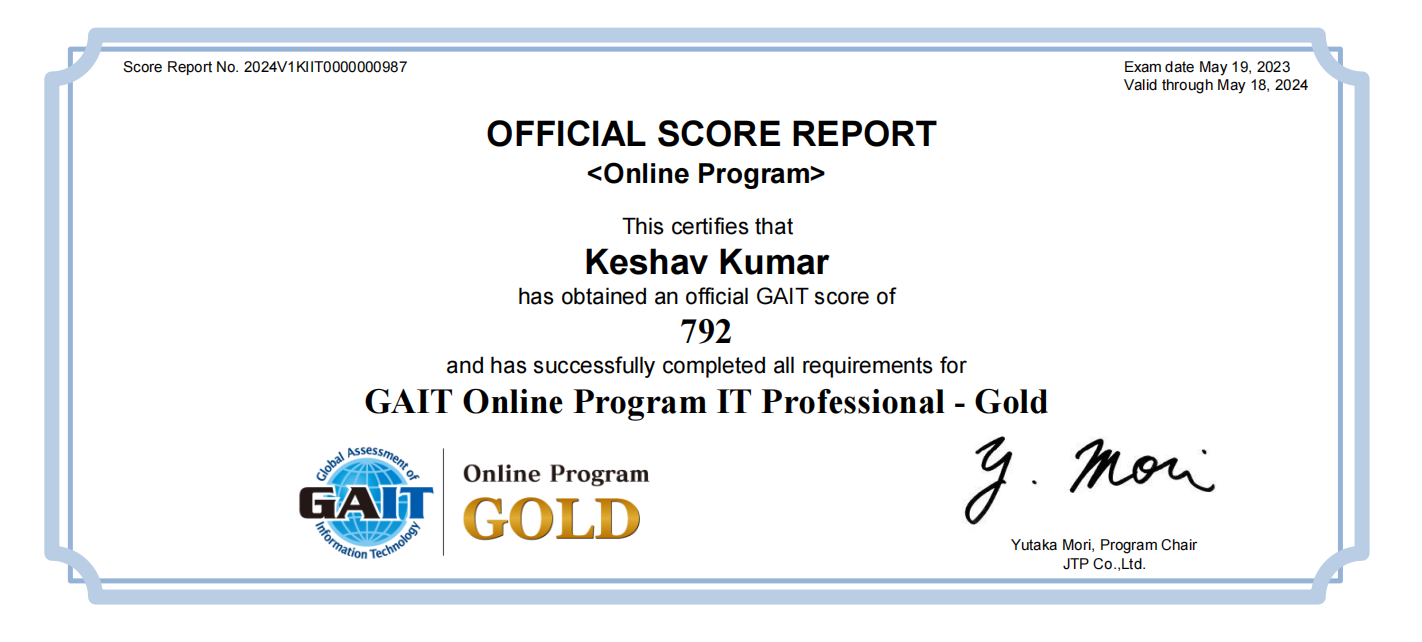 Score Report No. 2024V1KIIT0000000987
Exam date May 19, 2023
Valid through May 18, 2024
OFFICIAL SCORE REPORT
<Online Program>
This certifies that
Keshav Kumar
has obtained an official GAIT score of
792
and has successfully completed all requirements for
GAIT Online Program IT Professional - Gold
Global Assessment of
GAIT
Information Technology
Online Program
GOLD
Y. Mori
Yutaka Mori, Program Chair
JTP Co.,Ltd.